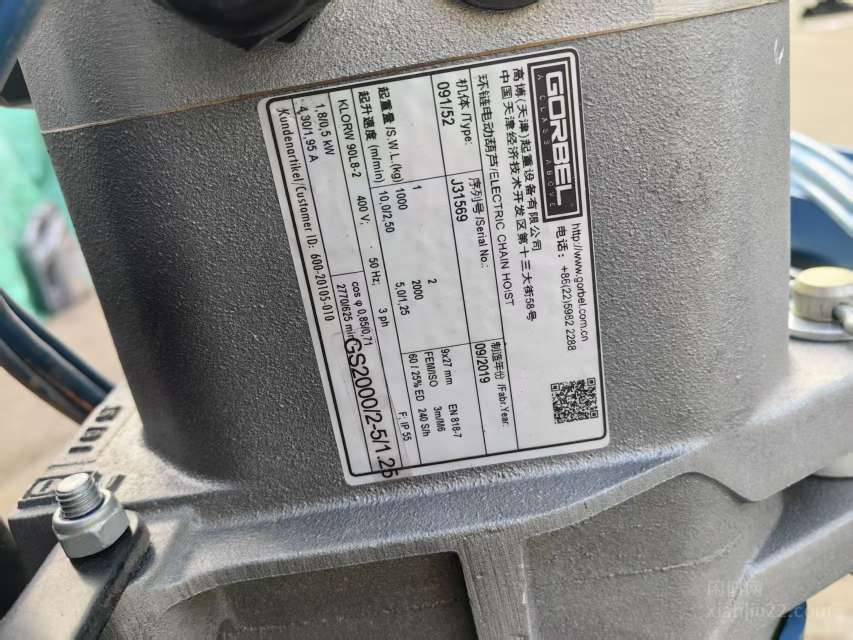 GORBEL
A CLASS ABOVE
http://www.gorbel.com.cn
电话：+86(22)5982 2288
高博(天津)起重设备有限公司
中国天津经济技术开发区第十三大街58号
环链电动葫芦/ELECTRIC CHAIN HOIST
机体 /Type: 序列号 /Serial No.: 制造年份 /Fabr.Year:
091/52 J31569 09/2019
1 2 9x27 mm EN 818-7
起重量 /S.W.L.(kg) 1000 2000 FEM/ISO 3m/M6
起升速度 (m/min) 10,0/2,50 5,0/1,25 60 / 25% ED 240 S/h
KLORW 90L8-2 400 V; 50 Hz; 3 ph F; IP 55
1,8/0,5 kW cos φ 0,85/0,71
4,30/1,95 A 2770/625 min
Kundenartikel/Customer ID: 600-20105-010 GS2000/2-5/1.25
xianjiu22.com